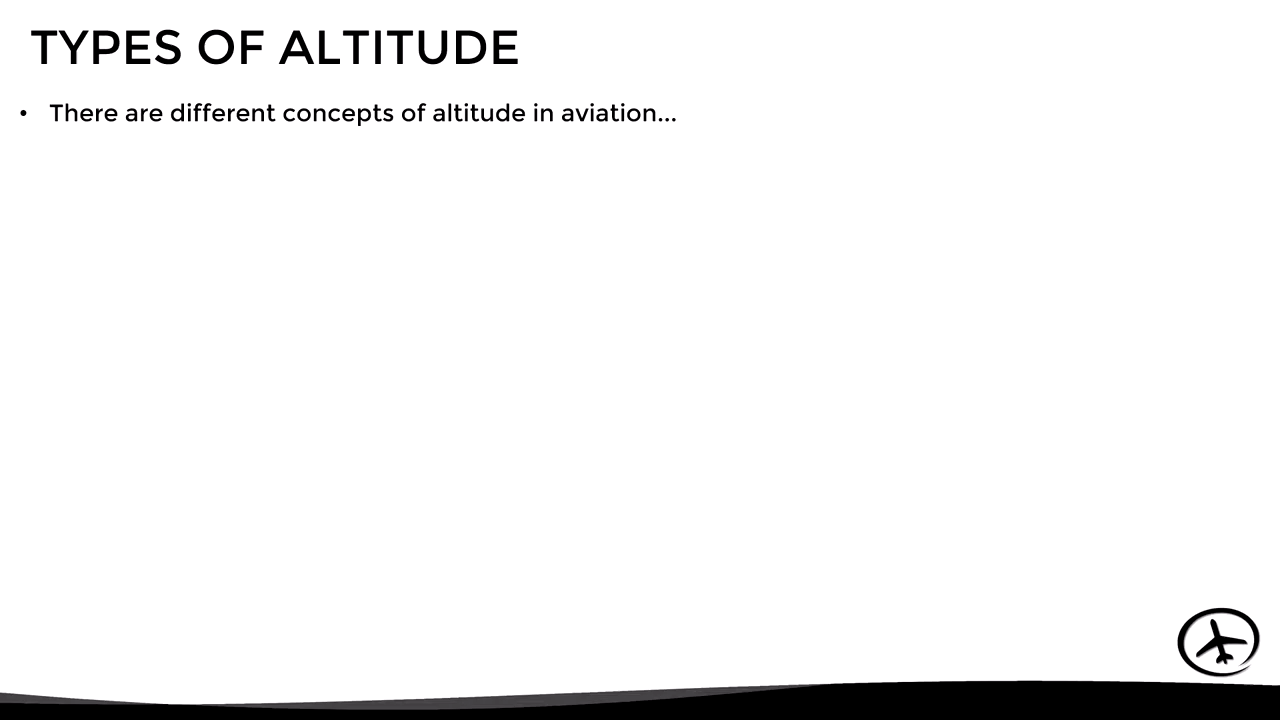 TYPES OF ALTITUDE
• There are different concepts of altitude in aviation...